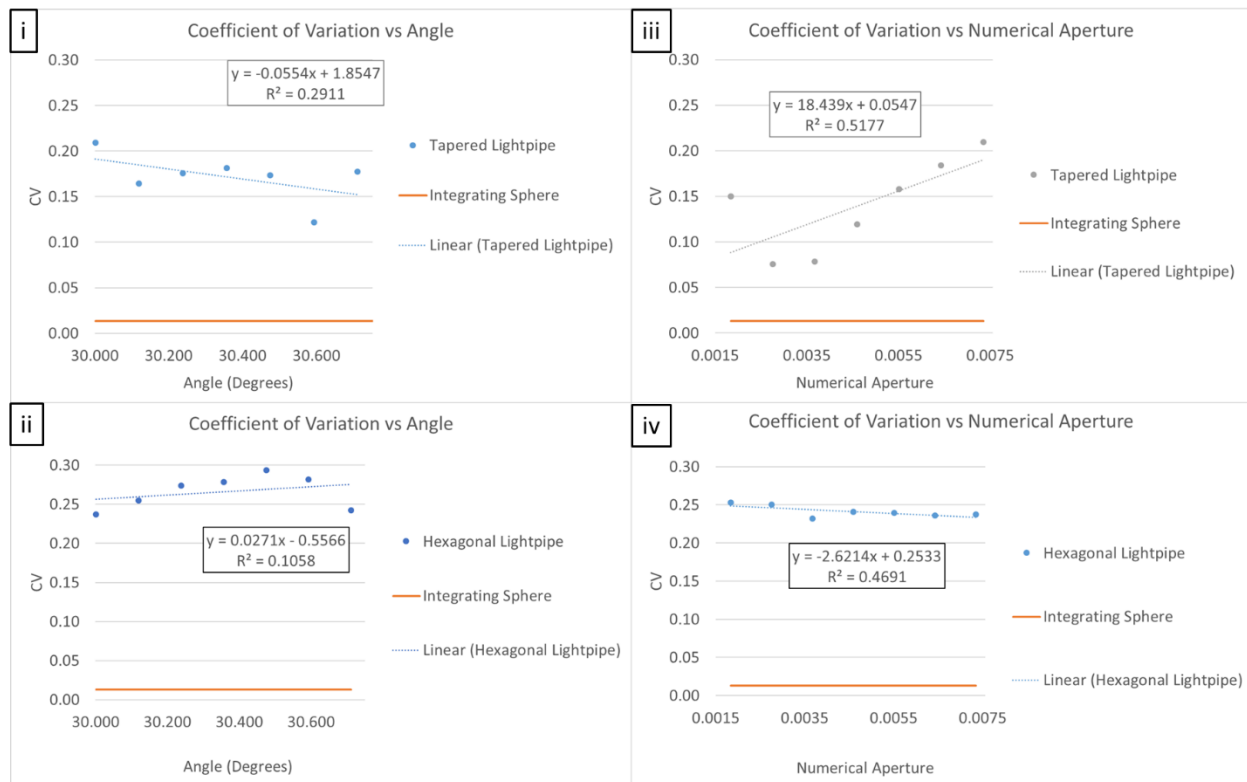 i
Coefficient of Variation vs Angle
0.30
0.25
0.20
0.15
0.10
0.05
0.00
CV
y = -0.0554x + 1.8547
R² = 0.2911
Tapered Lightpipe
Integrating Sphere
Linear (Tapered Lightpipe)
30.000 30.200 30.400 30.600
Angle (Degrees)
iii
Coefficient of Variation vs Numerical Aperture
0.30
0.25
0.20
0.15
0.10
0.05
0.00
CV
y = 18.439x + 0.0547
R² = 0.5177
Tapered Lightpipe
Integrating Sphere
Linear (Tapered Lightpipe)
0.0015 0.0035 0.0055 0.0075
Numerical Aperture
ii
Coefficient of Variation vs Angle
0.30
0.25
0.20
0.15
0.10
0.05
0.00
CV
y = 0.0271x - 0.5566
R² = 0.1058
Hexagonal Lightpipe
Integrating Sphere
Linear (Hexagonal Lightpipe)
30.000 30.200 30.400 30.600
Angle (Degrees)
iv
Coefficient of Variation vs Numerical Aperture
0.30
0.25
0.20
0.15
0.10
0.05
0.00
CV
y = -2.6214x + 0.2533
R² = 0.4691
Hexagonal Lightpipe
Integrating Sphere
Linear (Hexagonal Lightpipe)
0.0015 0.0035 0.0055 0.0075
Numerical Aperture